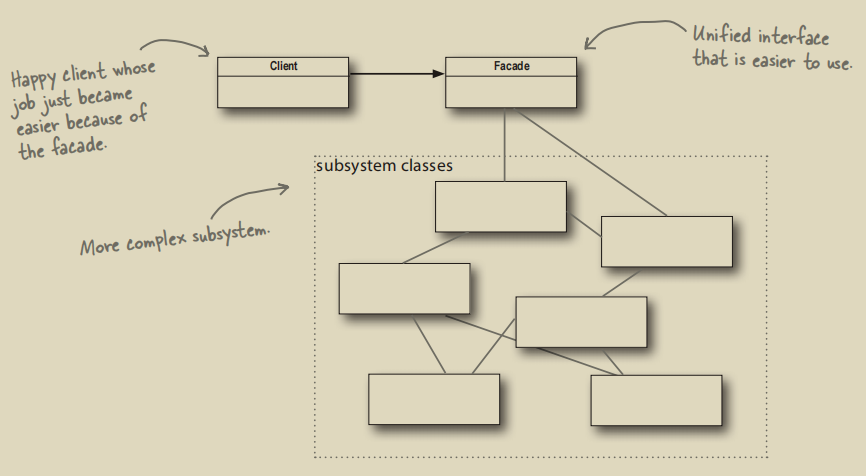 Happy client whose
job just became
easier because of
the facade.
Client
Facade
Unified interface
that is easier to use.
subsystem classes
More complex subsystem.